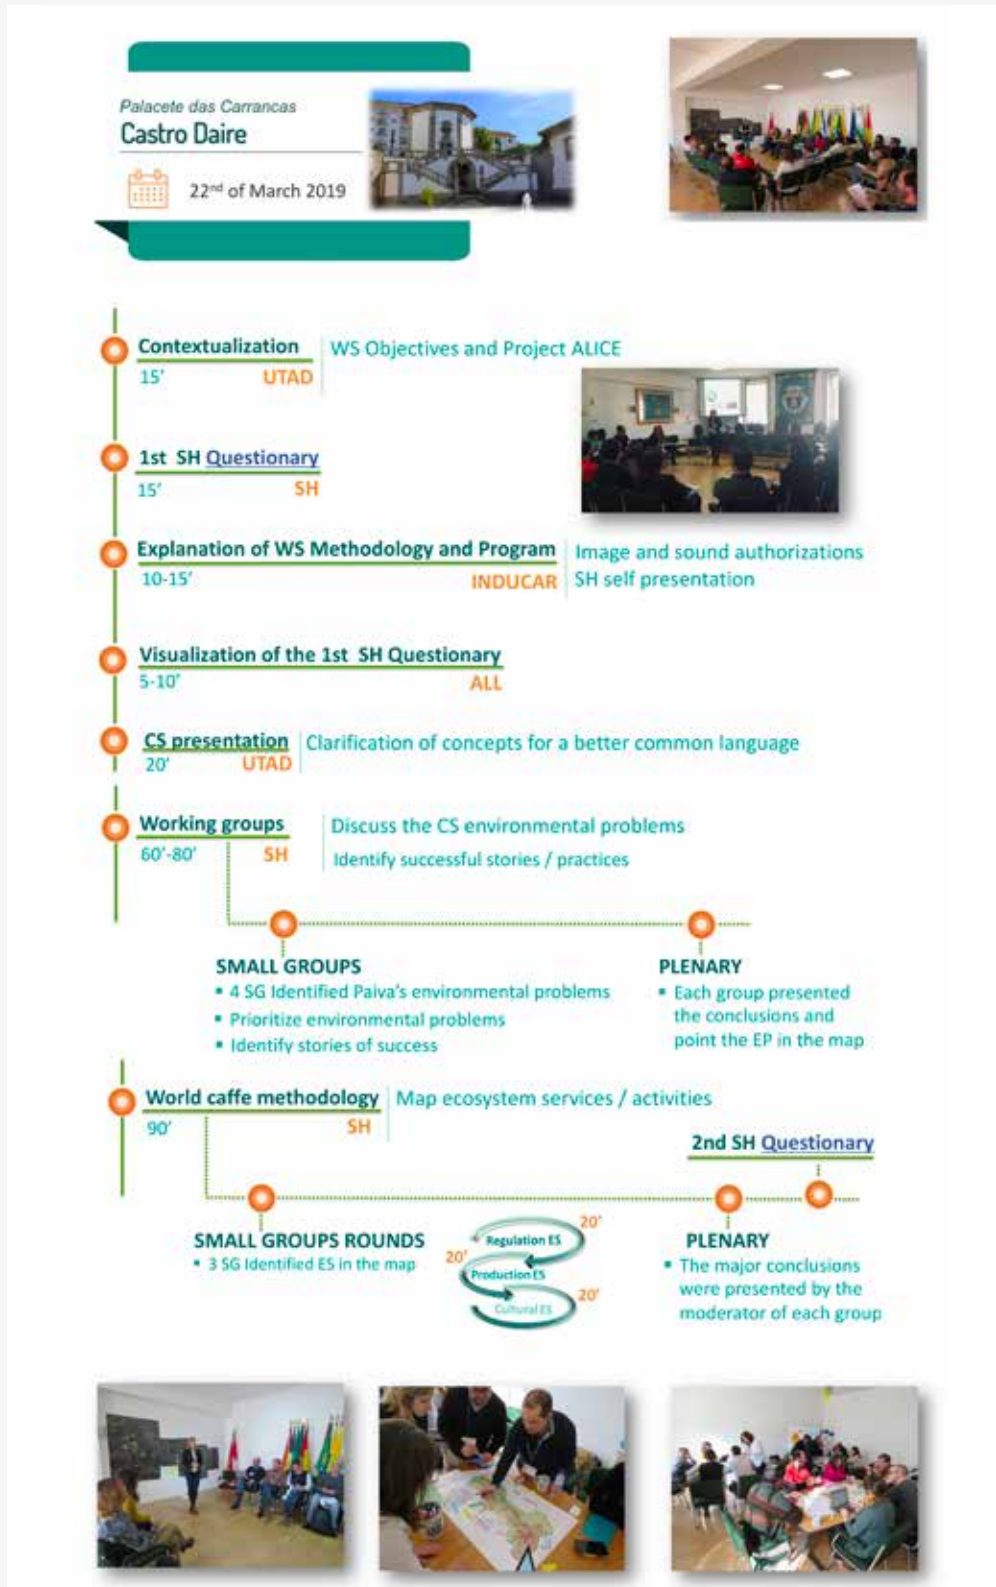 Palacete das Carrancas
Castro Daire
22nd of March 2019
Contextualization
WS Objectives and Project ALICE
15’
UTAD
1st SH Questionary
15’
SH
Explanation of WS Methodology and Program
Image and sound authorizations
10-15’
INDUCAR
SH self presentation
Visualization of the 1st SH Questionary
5-10’
ALL
CS presentation
Clarification of concepts for a better common language
20’
UTAD
Working groups
Discuss the CS environmental problems
60’-80’
SH
Identify successful stories / practices
SMALL GROUPS
▪ 4 SG Identified Paiva’s environmental problems
▪ Prioritize environmental problems
▪ Identify stories of success
PLENARY
▪ Each group presented
the conclusions and
point the EP in the map
World caffe methodology
Map ecosystem services / activities
90’
SH
2nd SH Questionary
SMALL GROUPS ROUNDS
▪ 3 SG Identified ES in the map
20’
Regulation ES
20’
Production ES
20’
Cultural ES
PLENARY
▪ The major conclusions
were presented by the
moderator of each group